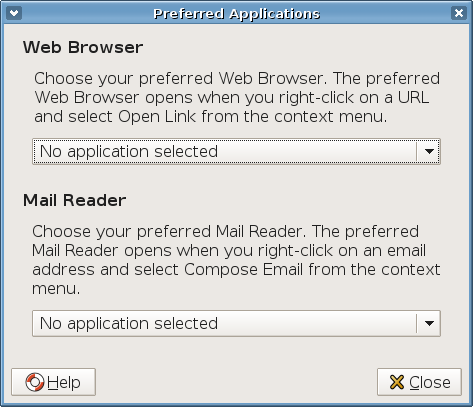 Preferred Applications
Web Browser
Choose your preferred Web Browser. The preferred
Web Browser opens when you right-click on a URL
and select Open Link from the context menu.
No application selected
Mail Reader
Choose your preferred Mail Reader. The preferred
Mail Reader opens when you right-click on an email
address and select Compose Email from the context
menu.
No application selected
Help
Close